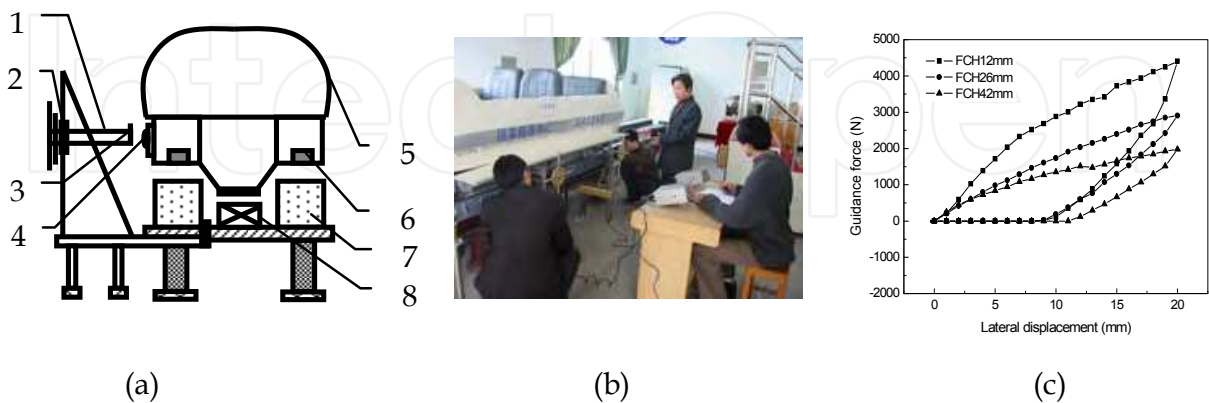 1
2
3
4
5
6
7
8
(a)
(b)
5000
4000
3000
2000
1000
0
-1000
-2000
Guidance force (N)
FCH12mm
FCH26mm
FCH42mm
0
5
10
15
20
Lateral displacement (mm)
(c)
InTechOpen